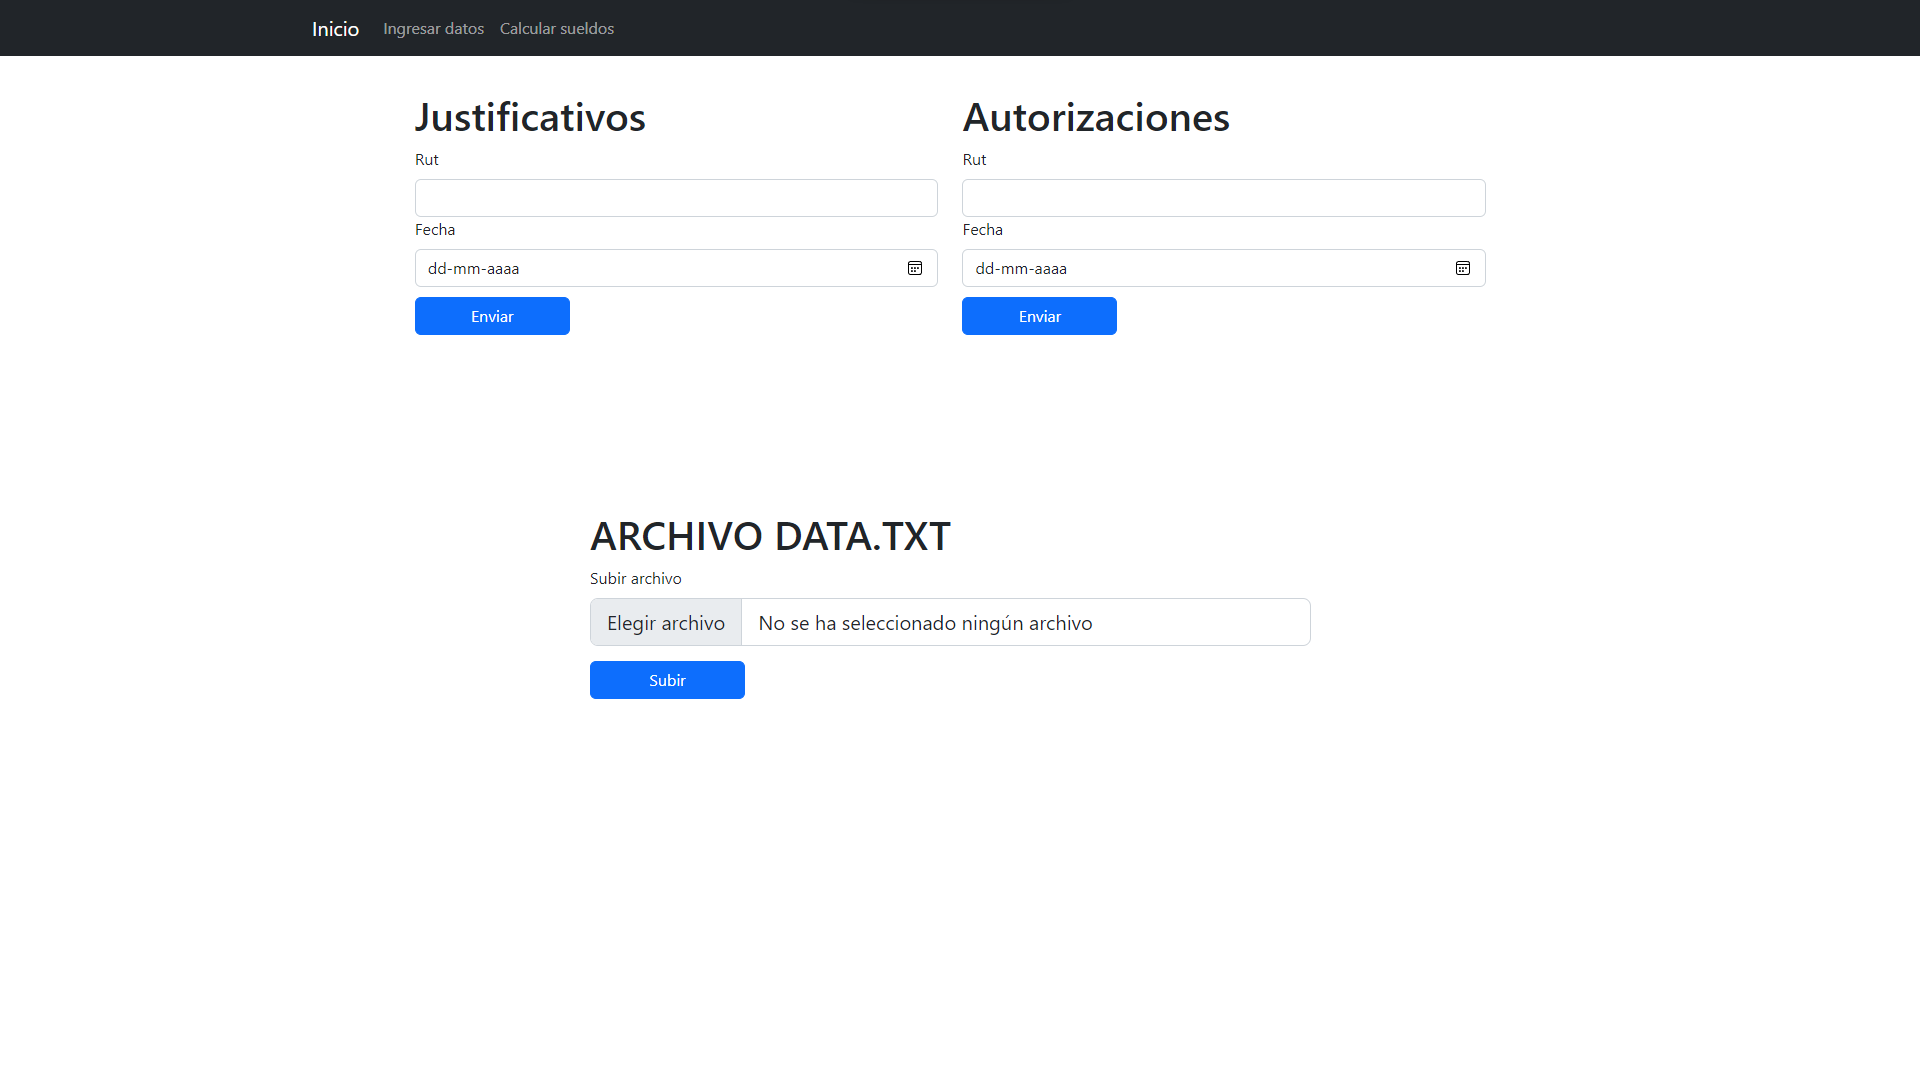 Inicio Ingresar datos Calcular sueldos
Justificativos
Rut
Fecha
dd-mm-aaaa
Enviar
Autorizaciones
Rut
Fecha
dd-mm-aaaa
Enviar
ARCHIVO DATA.TXT
Subir archivo
Elegir archivo No se ha seleccionado ningún archivo
Subir